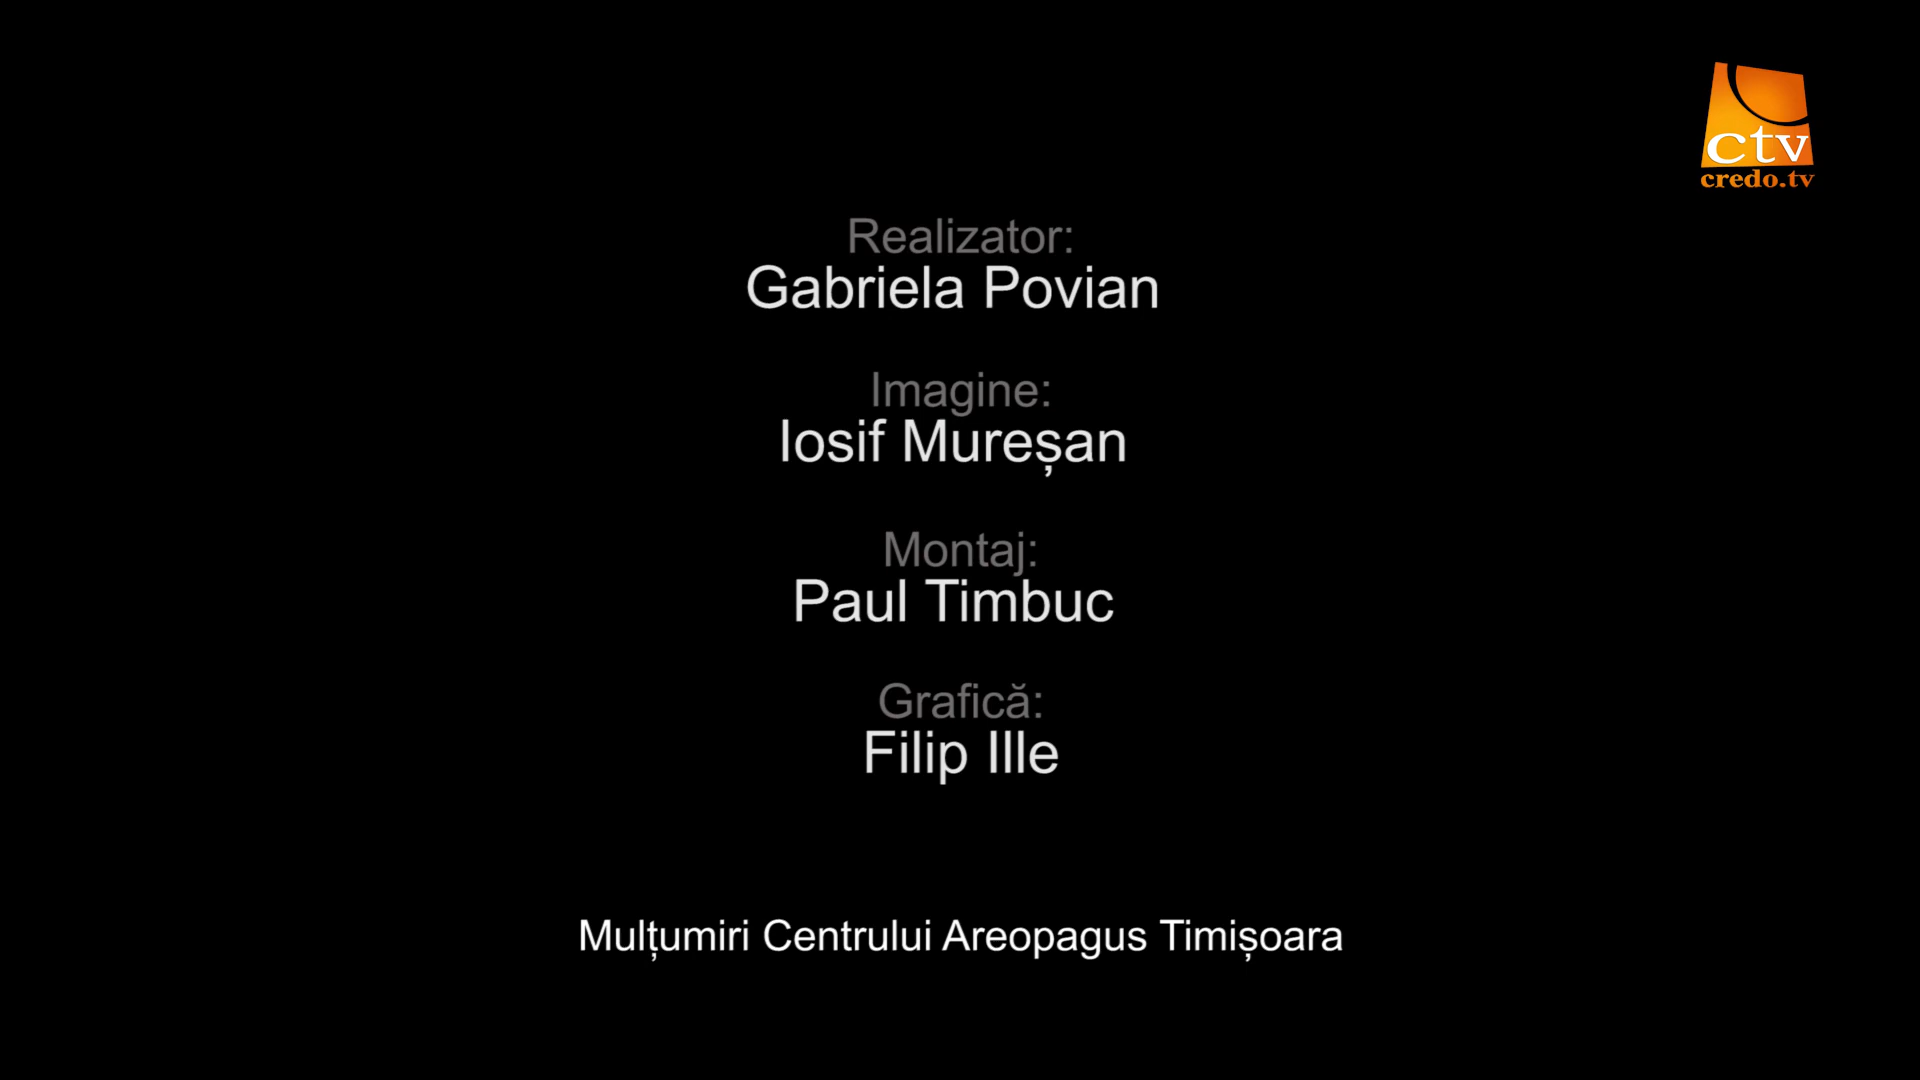 ctv
credo.tv
Realizator:
Gabriela Povian
Imagine:
Iosif Mureșan
Montaj:
Paul Timbuc
Grafică:
Filip Ille
Mulțumiri Centrului Areopagus Timișoara